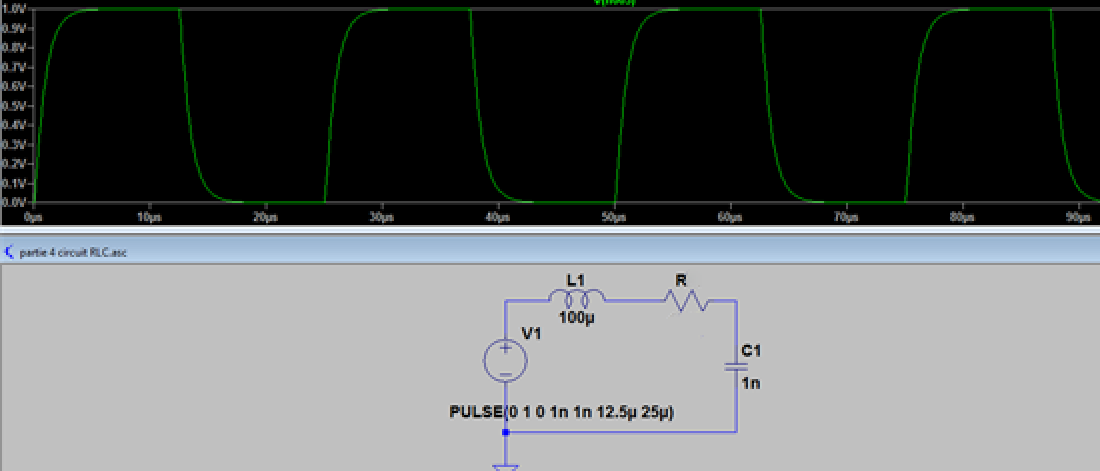 V(n003)
1.0V
0.9V
0.8V
0.7V
0.6V
0.5V
0.4V
0.3V
0.2V
0.1V
0.0V
0µs 10µs 20µs 30µs 40µs 50µs 60µs 70µs 80µs 90µs
partie 4 circuit RLC.asc
L1 R
100µ
V1
C1
1n
PULSE(0 1 0 1n 1n 12.5µ 25µ)